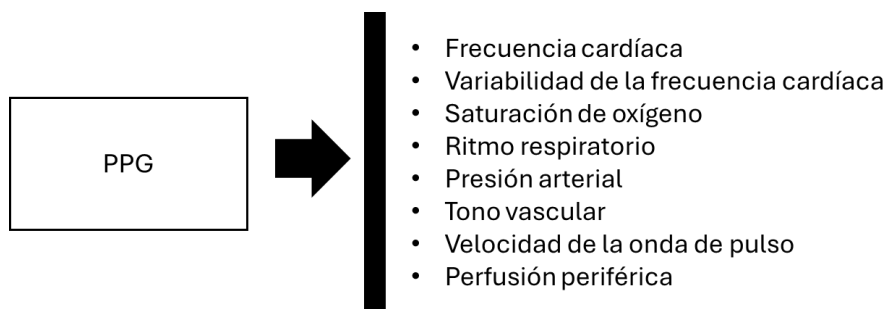 PPG
• Frecuencia cardíaca
• Variabilidad de la frecuencia cardíaca
• Saturación de oxígeno
• Ritmo respiratorio
• Presión arterial
• Tono vascular
• Velocidad de la onda de pulso
• Perfusión periférica